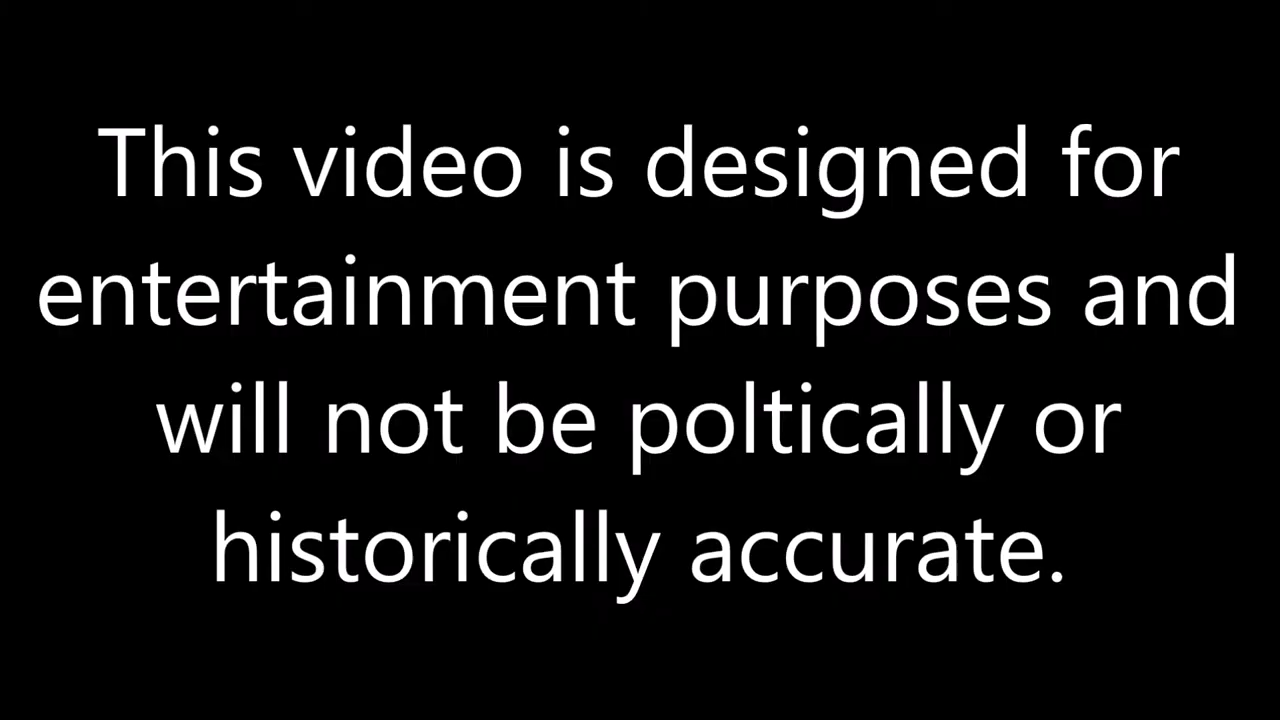 This video is designed for
entertainment purposes and
will not be poltically or
historically accurate.